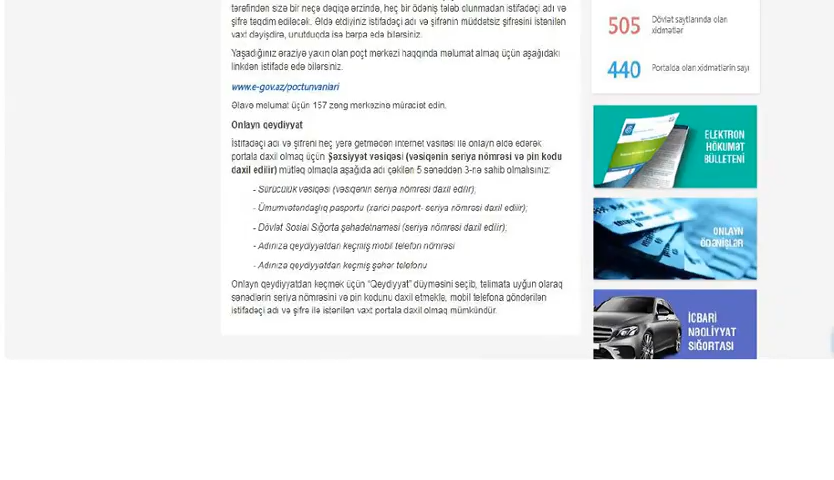 tərəfindən sizə bir neçə dəqiqə ərzində, heç bir ödəniş tələb olunmadan istifadəçi adı və
şifrə təqdim ediləcək. Əldə etdiyiniz istifadəçi adı və şifrənin müddətsiz şifrəsini istənilən
vaxt dəyişdirə, unutduqda isə bərpa edə bilərsiniz.
Yaşadığınız əraziyə yaxın olan poçt mərkəzi haqqında məlumat almaq üçün aşağıdakı
linkdən istifadə edə bilərsiniz.
www.e-gov.az/poctunvanlari
Əlavə məlumat üçün 157 zəng mərkəzinə müraciət edin.
Onlayn qeydiyyat
İstifadəçi adı və şifrəni heç yerə getmədən internet vasitəsi ilə onlayn əldə edərək
portala daxil olmaq üçün Şəxsiyyət vəsiqəsi (vəsiqənin seriya nömrəsi və pin kodu
daxil edilir) mütləq olmaqla aşağıda adı çəkilən 5 sənəddən 3-nə sahib olmalısınız:
- Sürücülük vəsiqəsi (vəsiqənin seriya nömrəsi daxil edilir);
- Ümumvətəndaşlıq pasportu (xarici pasport- seriya nömrəsi daxil edilir);
- Dövlət Sosial Sığorta şəhadətnaməsi (seriya nömrəsi daxil edilir);
- Adınıza qeydiyyatdan keçmiş mobil telefon nömrəsi
- Adınıza qeydiyyatdan keçmiş şəhər telefonu
Onlayn qeydiyyatdan keçmək üçün “Qeydiyyat” düyməsini seçib, təlimata uyğun olaraq
sənədlərin seriya nömrəsini və pin kodunu daxil etməklə, mobil telefona göndərilən
istifadəçi adı və şifrə ilə istənilən vaxt portala daxil olmaq mümkündür.
505 Dövlət saytlarında olan
xidmətlər
440 Portalda olan xidmətlərin sayı
ELEKTRON
HÖKUMƏT
BÜLLETENİ
ONLAYN
ÖDƏNİŞLƏR
İCBARİ
NƏQLİYYAT
SIĞORTASI